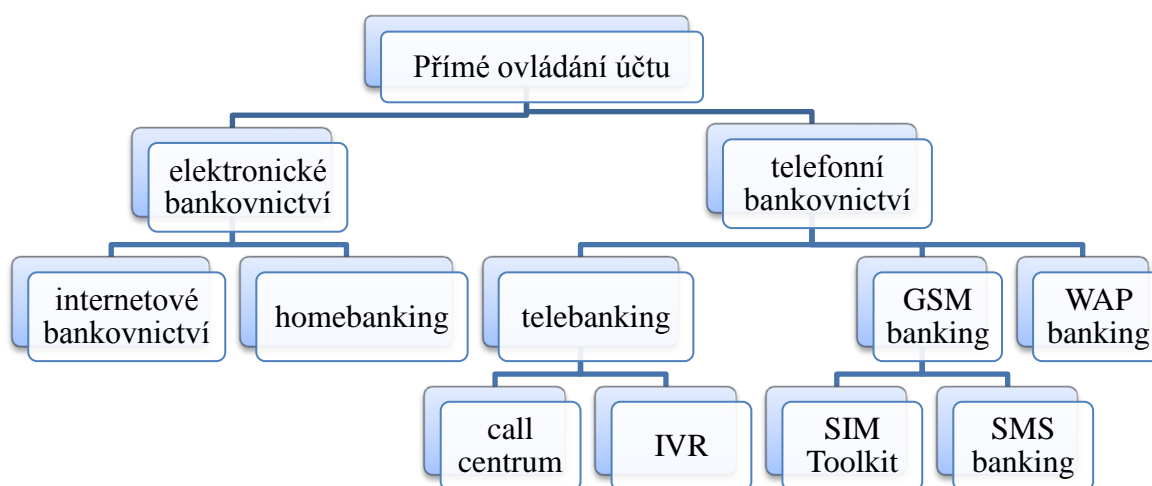 Přímé ovládání účtu
elektronické
bankovnictví
telefonní
bankovnictví
internetové
bankovnictví
homebanking
telebanking
GSM
banking
WAP
banking
call
centrum
IVR
SIM
Toolkit
SMS
banking